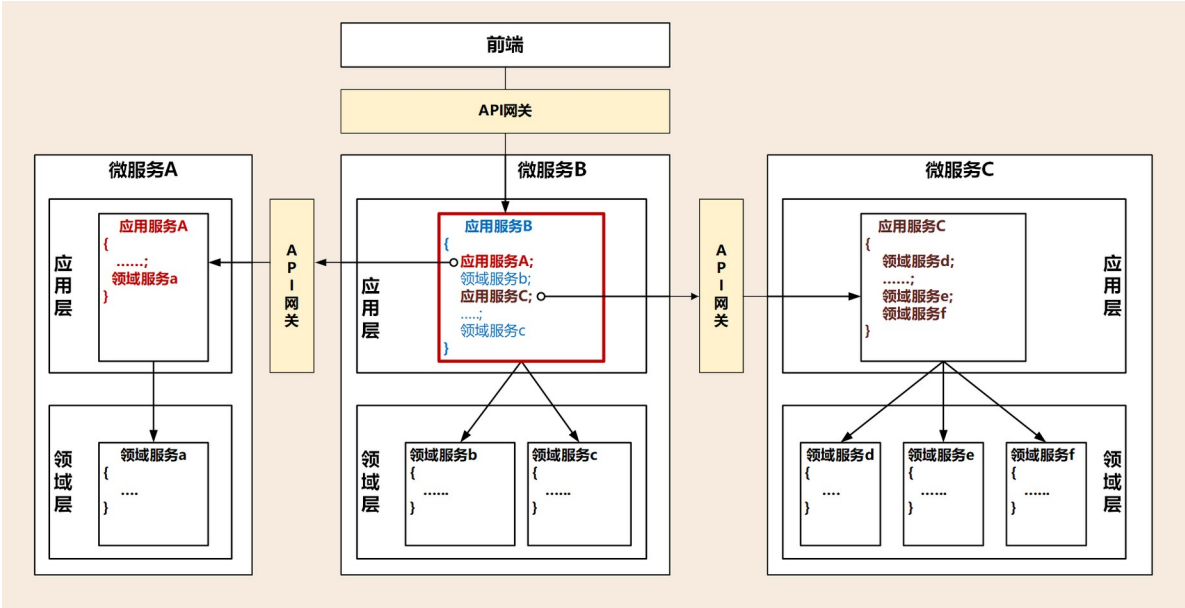 前端
API网关
微服务A
应用层
应用服务A
{
......;
领域服务a
}
领域层
领域服务a
{
....
}
API网关
微服务B
应用层
应用服务B
{
应用服务A;
领域服务b;
应用服务C;
.....;
领域服务c
}
领域层
领域服务b
{
......
}
领域服务c
{
......
}
API网关
微服务C
应用服务C
{
领域服务d;
......;
领域服务e;
领域服务f
}
应用层
领域服务d
{
....
}
领域服务e
{
......
}
领域服务f
{
......
}
领域层